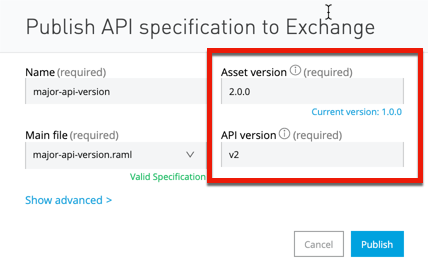 Publish API specification to Exchange
Name (required)
major-api-version
Asset version (required)
2.0.0
Current version: 1.0.0
Main file (required)
major-api-version.raml
Valid Specification
API version (required)
v2
Show advanced >
Cancel
Publish